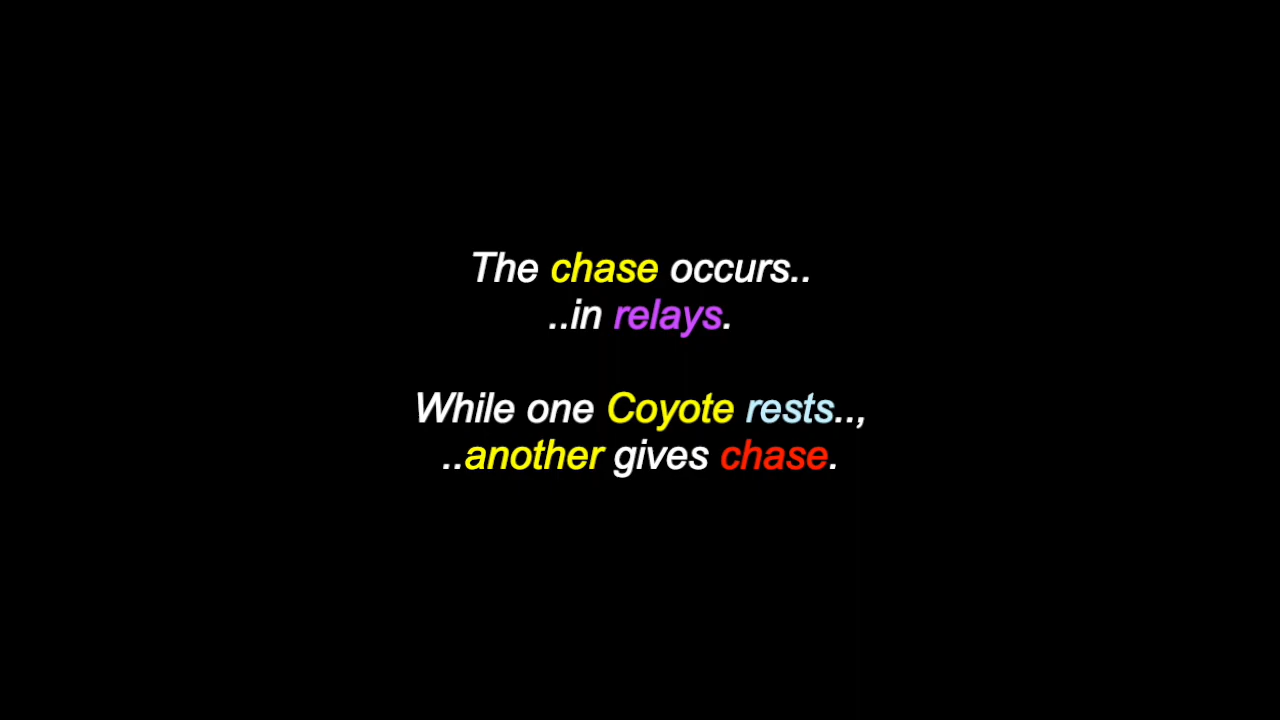 The chase occurs..
..in relays.
While one Coyote rests..,
..another gives chase.